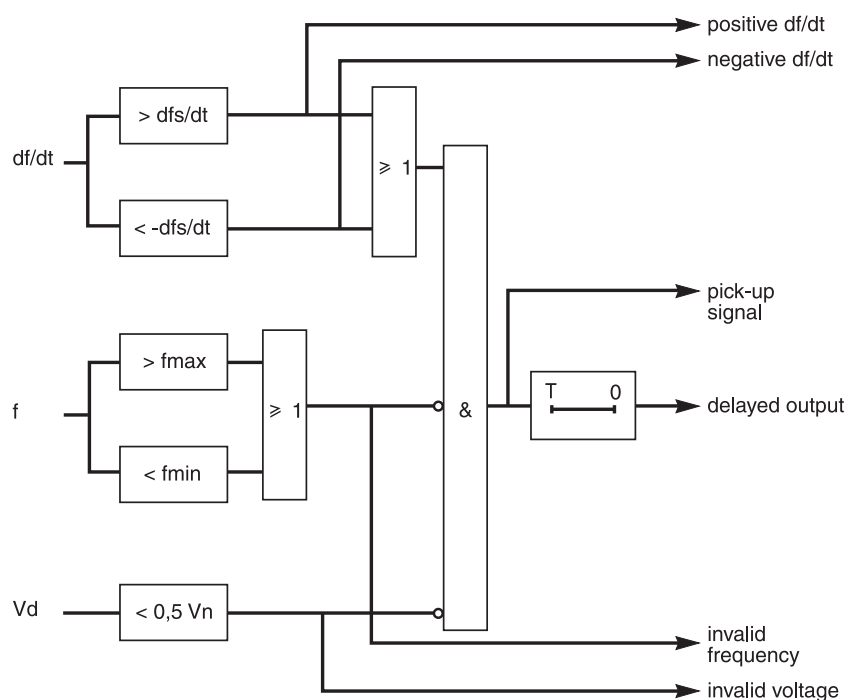 positive df/dt
negative df/dt
> dfs/dt
df/dt
⩾ 1
< -dfs/dt
pick-up
signal
> fmax
T 0
f
⩾ 1
&
delayed output
< fmin
Vd
< 0,5 Vn
invalid
frequency
invalid voltage